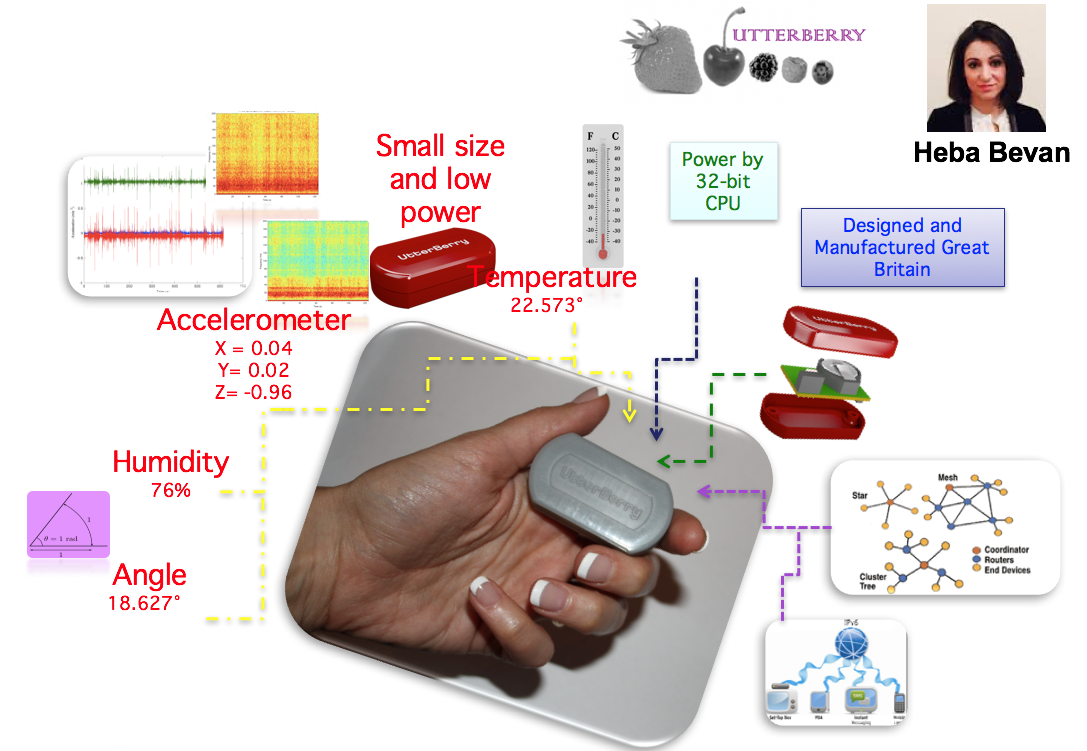 UTTERBERRY
Heba Bevan
Small size
and low
power
UtterBerry
F C
120 50
100 40
80 30
60 20
40 10
20 0
0 -10
-20 -20
-40 -30
-40
Power by
32-bit
CPU
Designed and
Manufactured Great
Britain
Temperature
22.573°
Accelerometer
X = 0.04
Y= 0.02
Z= -0.96
UtterBerry
Humidity
76%
UtterBerry
1
θ = 1 rad
1
Angle
18.627°
Star
Mesh
Cluster
Tree
Coordinator
Routers
End Devices
IPv6
Set-Top Box
PDA
Instant
Messaging